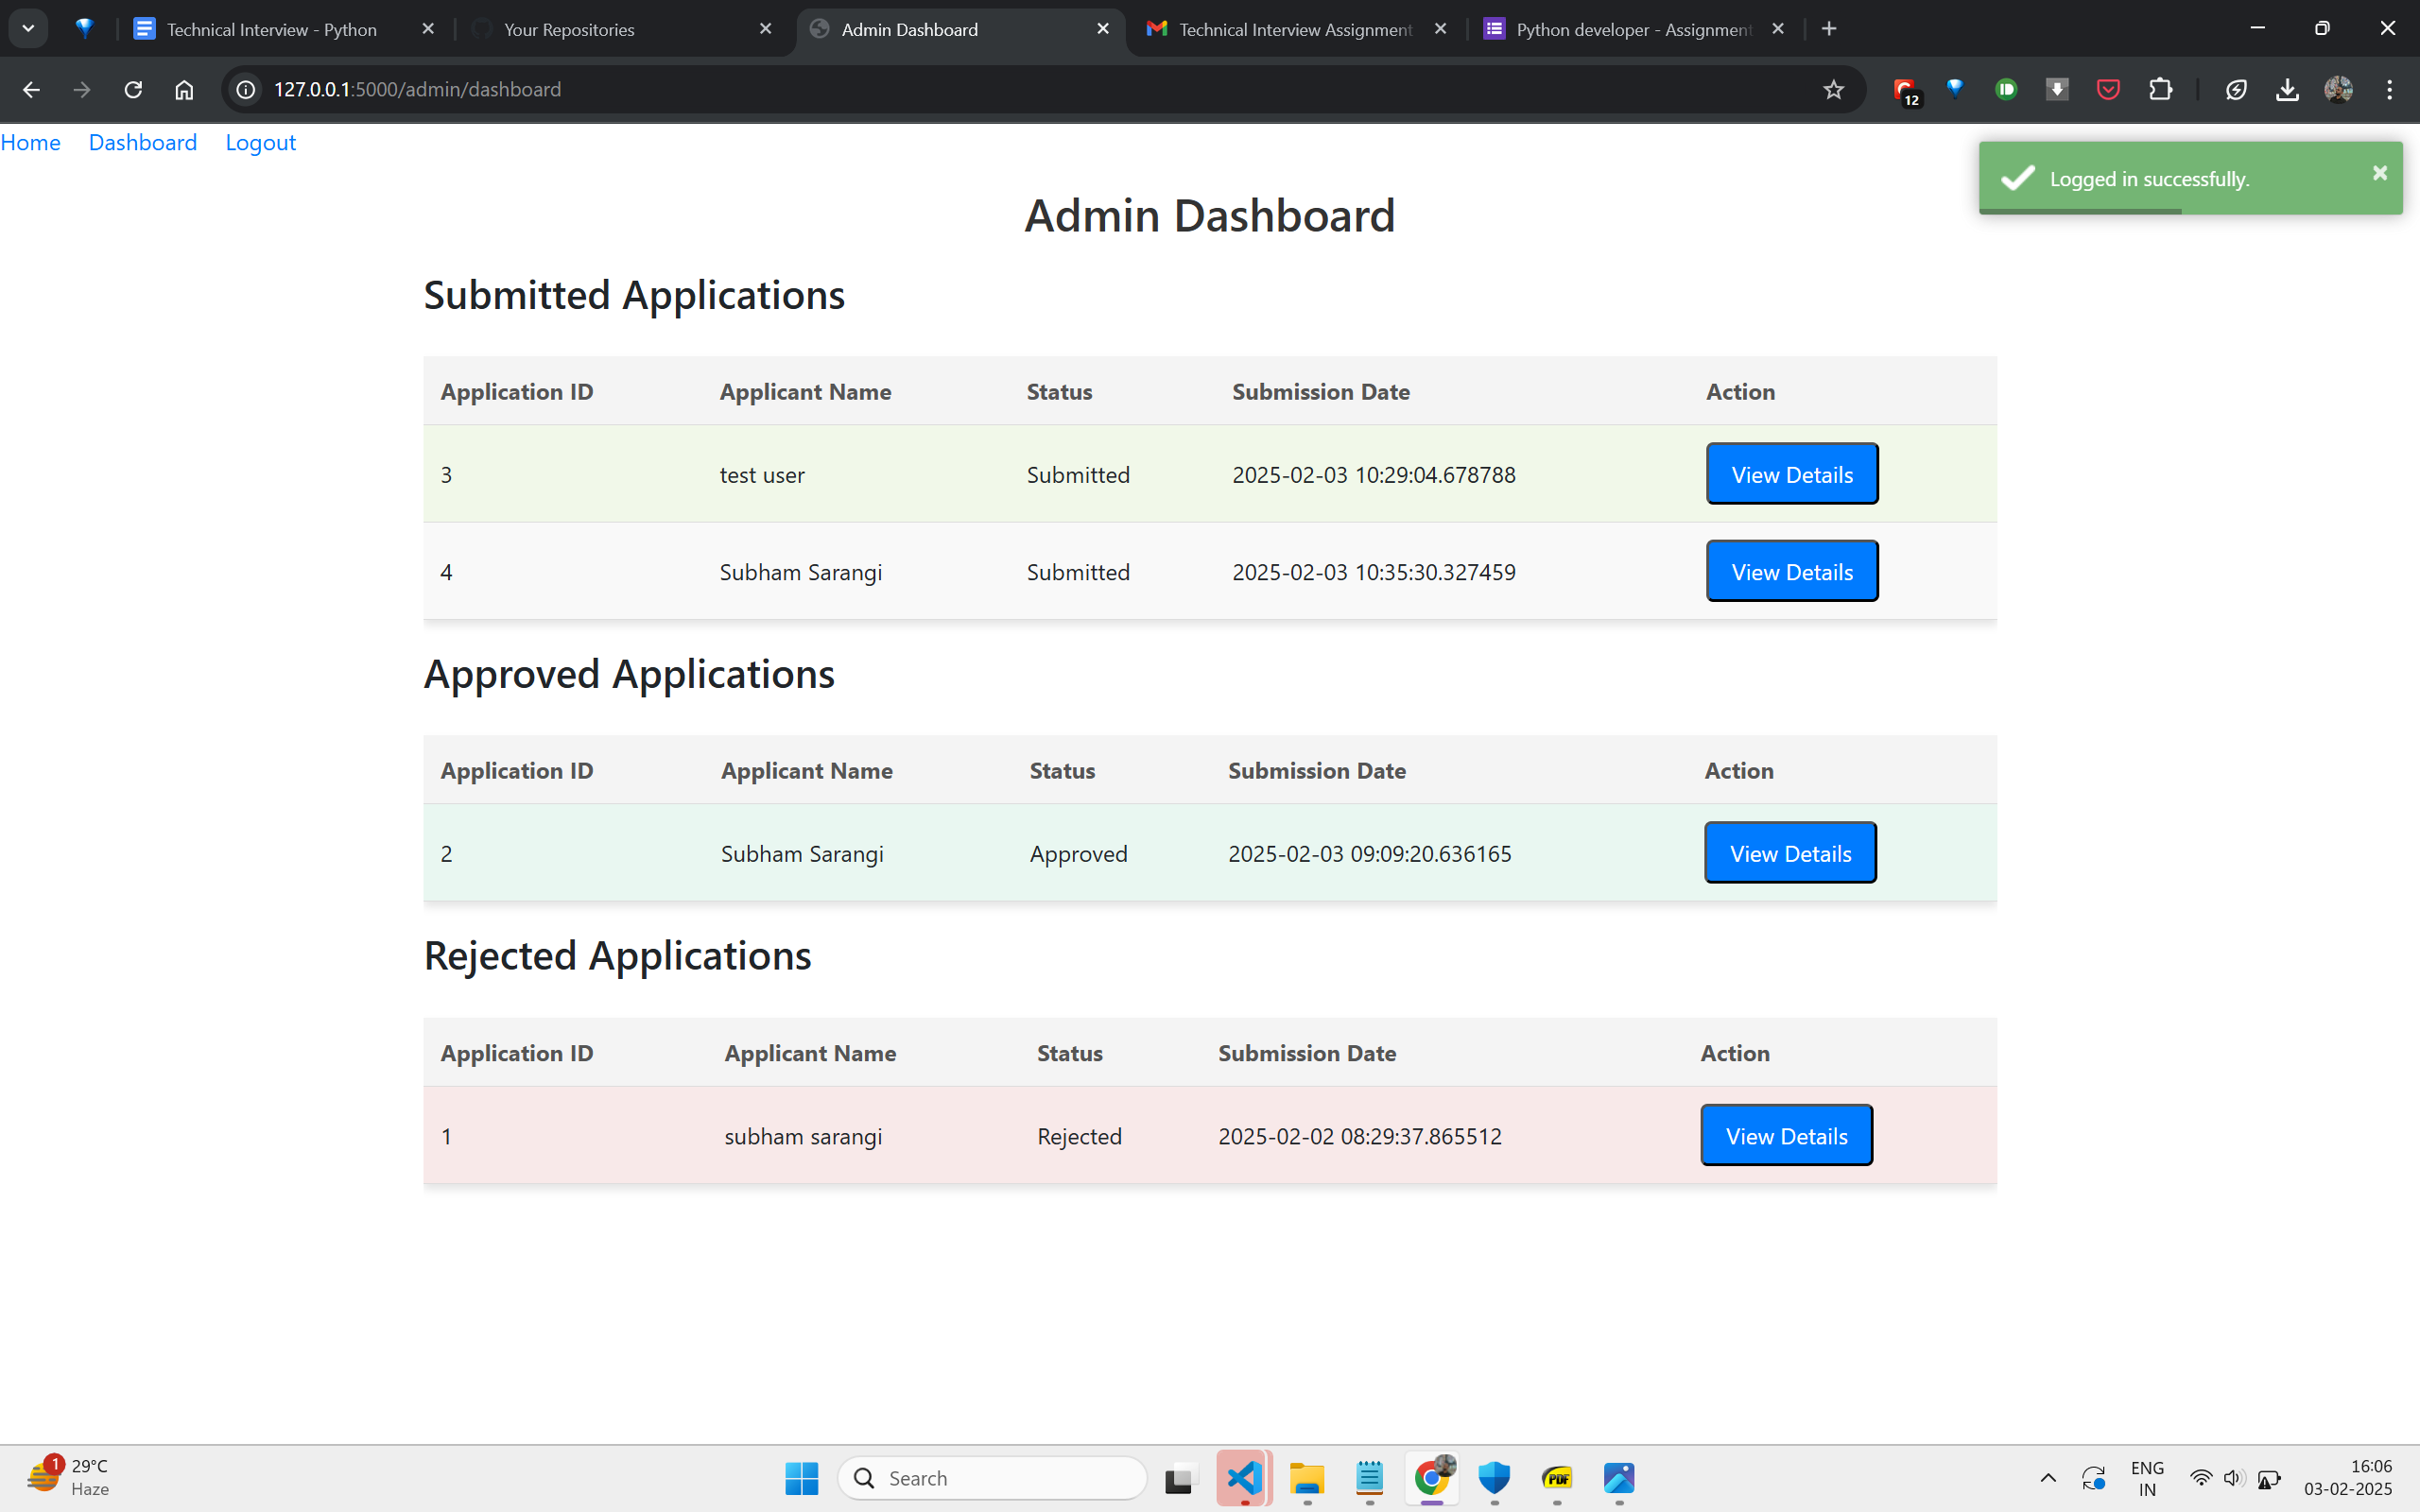 Technical Interview - Python
Your Repositories
Admin Dashboard
Technical Interview Assignment
Python developer - Assignment
127.0.0.1:5000/admin/dashboard
12
Home Dashboard Logout
Logged in successfully.
Admin Dashboard
Submitted Applications
Application ID Applicant Name Status Submission Date Action
3 test user Submitted 2025-02-03 10:29:04.678788 View Details
4 Subham Sarangi Submitted 2025-02-03 10:35:30.327459 View Details
Approved Applications
Application ID Applicant Name Status Submission Date Action
2 Subham Sarangi Approved 2025-02-03 09:09:20.636165 View Details
Rejected Applications
Application ID Applicant Name Status Submission Date Action
1 subham sarangi Rejected 2025-02-02 08:29:37.865512 View Details
1
29°C
Haze
Search
PDF
ENG
IN
16:06
03-02-2025